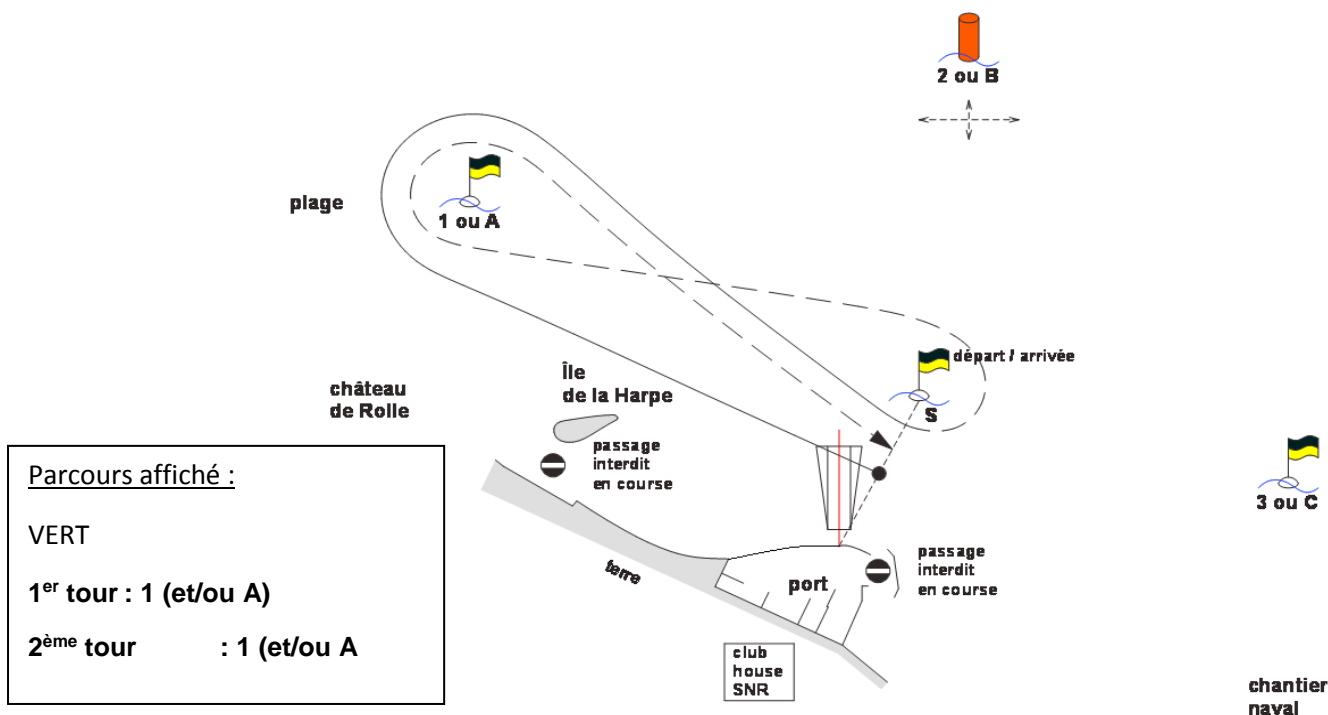 2 ou B
plage
1 ou A
départ / arrivée
S
château
de Rolle
Île
de la Harpe
passage
interdit
en course
3 ou C
Parcours affiché :
VERT
1er tour : 1 (et/ou A)
2ème tour : 1 (et/ou A
terre
port
passage
interdit
en course
club
house
SNR
chantier
naval